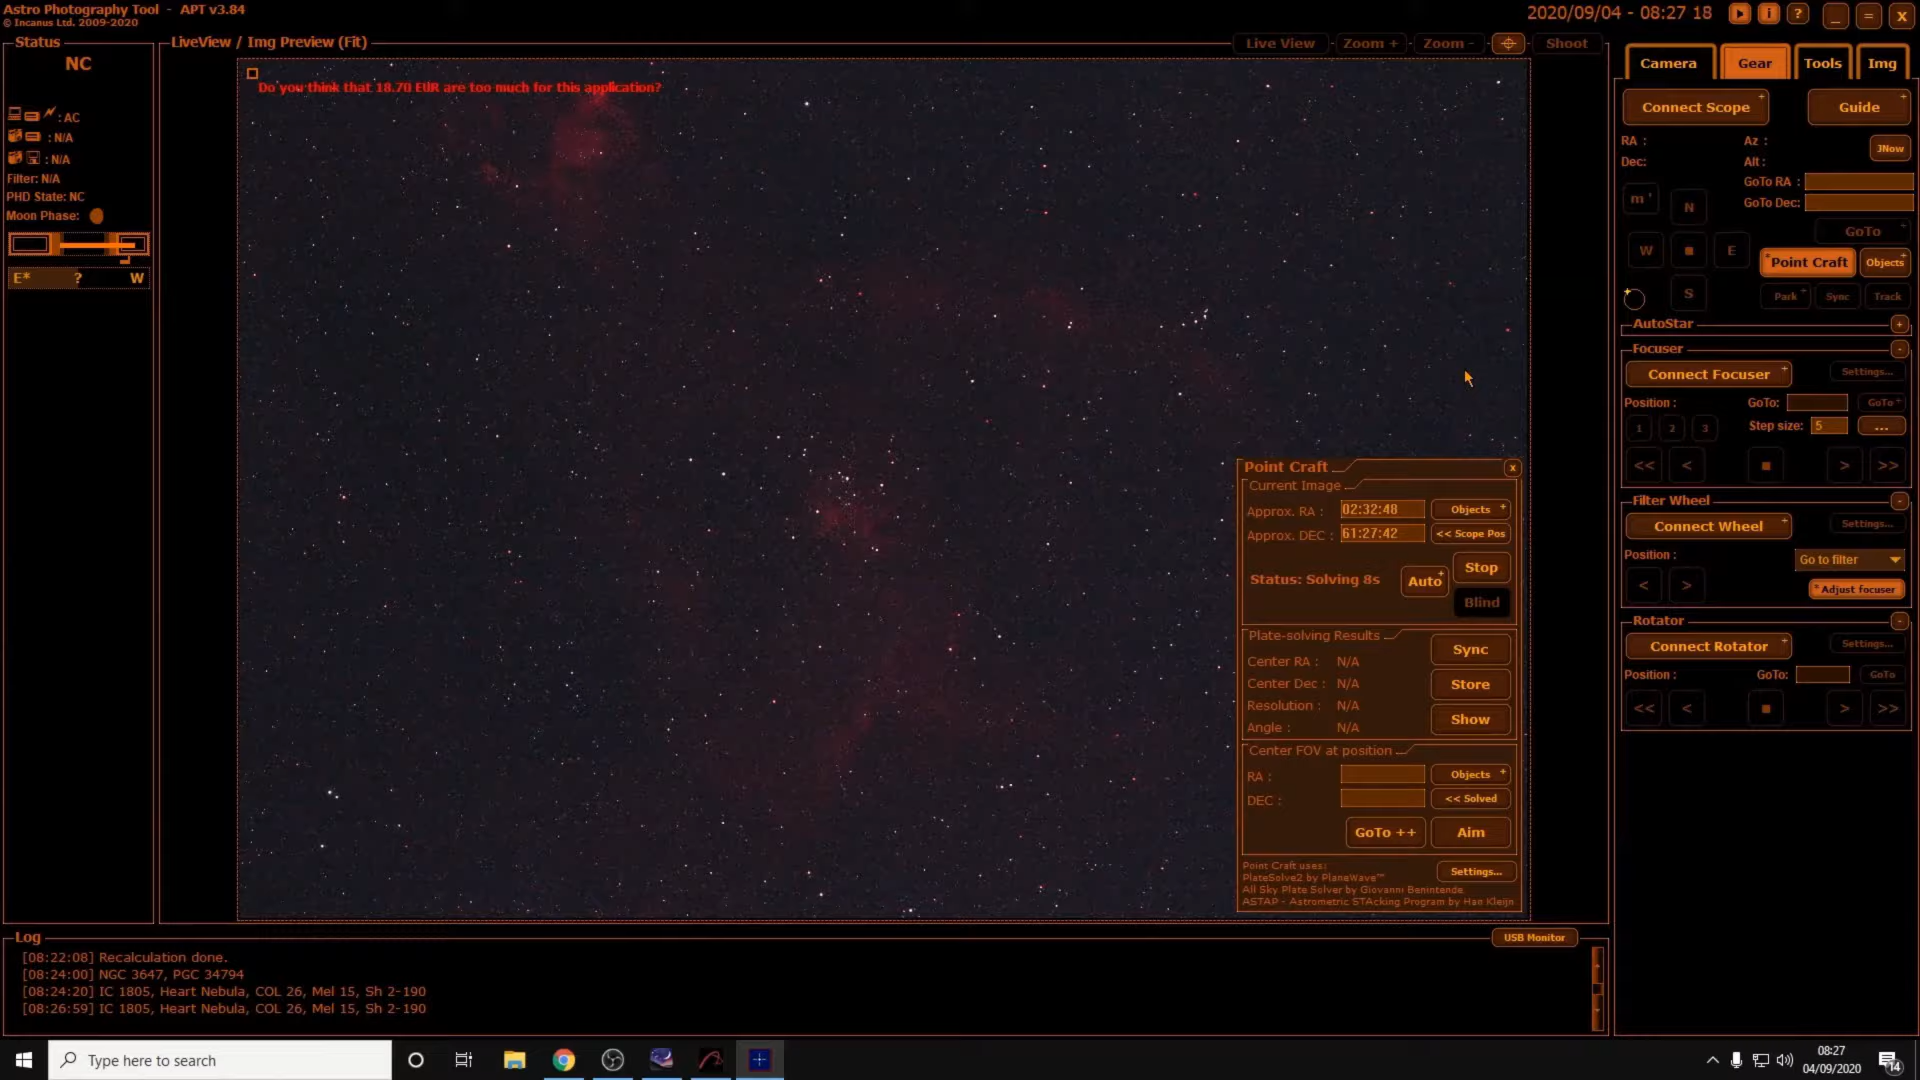 Astro Photography Tool - APT v3.84
© Incanus Ltd. 2009-2020
2020/09/04 - 08:27 18
i
?
_
=
X
Status
NC
: AC
: N/A
: N/A
Filter: N/A
PHD State: NC
Moon Phase:
E* ? W
LiveView / Img Preview (Fit)
Live View
Zoom +
Zoom -
Shoot
Do you think that 18.70 EUR are too much for this application?
Point Craft
x
Current Image
Approx. RA : 02:32:48 Objects +
Approx. DEC : 61:27:42 << Scope Pos
Status: Solving 8s Auto + Stop
Blind
Plate-solving Results
Center RA : N/A Sync
Center Dec : N/A
Resolution : N/A Store
Angle : N/A Show
Center FOV at position
RA : Objects +
DEC : << Solved
GoTo ++ Aim
Point Craft uses: Settings...
PlateSolve2 by PlaneWave™
All Sky Plate Solver by Giovanni Benintende
ASTAP - Astrometric STAcking Program by Han Kleijn
Camera Gear Tools Img
Connect Scope + Guide +
RA : Az : JNow
Dec: Alt :
GoTo RA :
GoTo Dec:
m '
N
GoTo +
W ■ E
*Point Craft Objects +
S
Park + Sync Track
AutoStar +
Focuser -
Connect Focuser + Settings...
Position : GoTo: GoTo +
1 2 3 Step size: 5 ...
<< < ■ > >>
Filter Wheel -
Connect Wheel + Settings...
Position : Go to filter
< > *Adjust focuser
Rotator -
Connect Rotator + Settings...
Position : GoTo: GoTo
<< < ■ > >>
Log
USB Monitor
[08:22:08] Recalculation done.
[08:24:00] NGC 3647, PGC 34794
[08:24:20] IC 1805, Heart Nebula, COL 26, Mel 15, Sh 2-190
[08:26:59] IC 1805, Heart Nebula, COL 26, Mel 15, Sh 2-190
Type here to search
08:27
04/09/2020
14